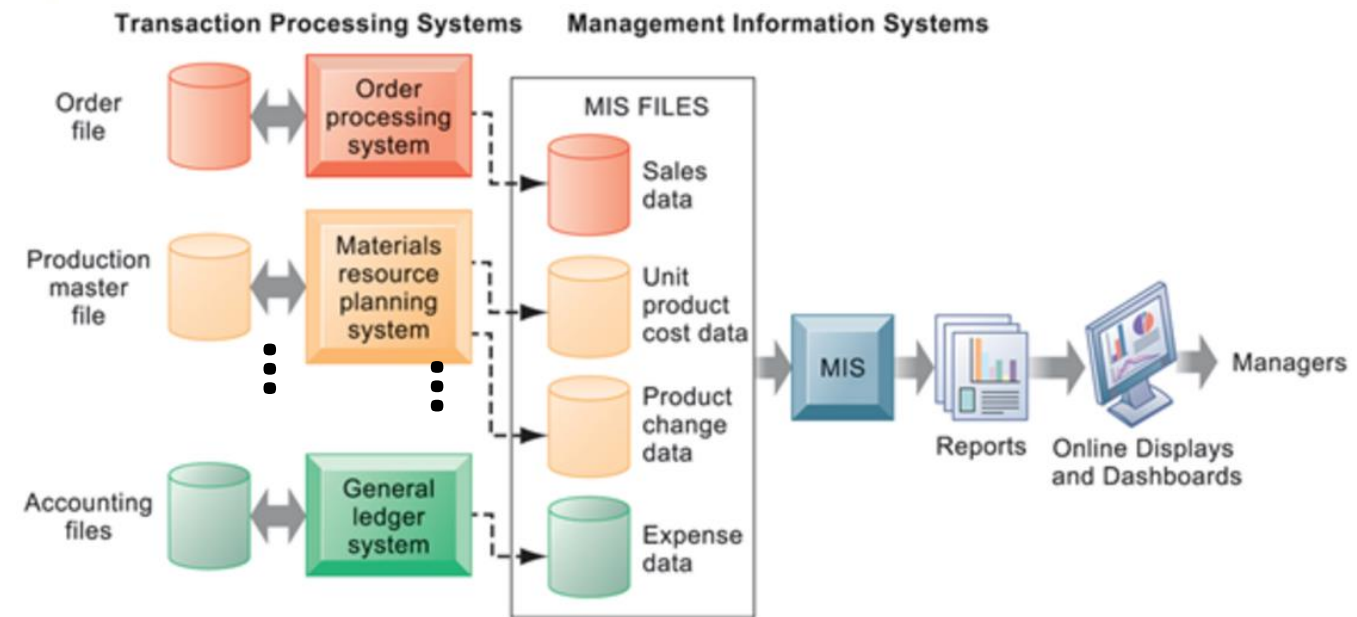 Transaction Processing Systems
Management Information Systems
Order
file
Order
processing
system
MIS FILES
Sales
data
Production
master
file
Materials
resource
planning
system
Unit
product
cost data
Product
change
data
MIS
Reports
Online Displays
and Dashboards
Managers
Accounting
files
General
ledger
system
Expense
data